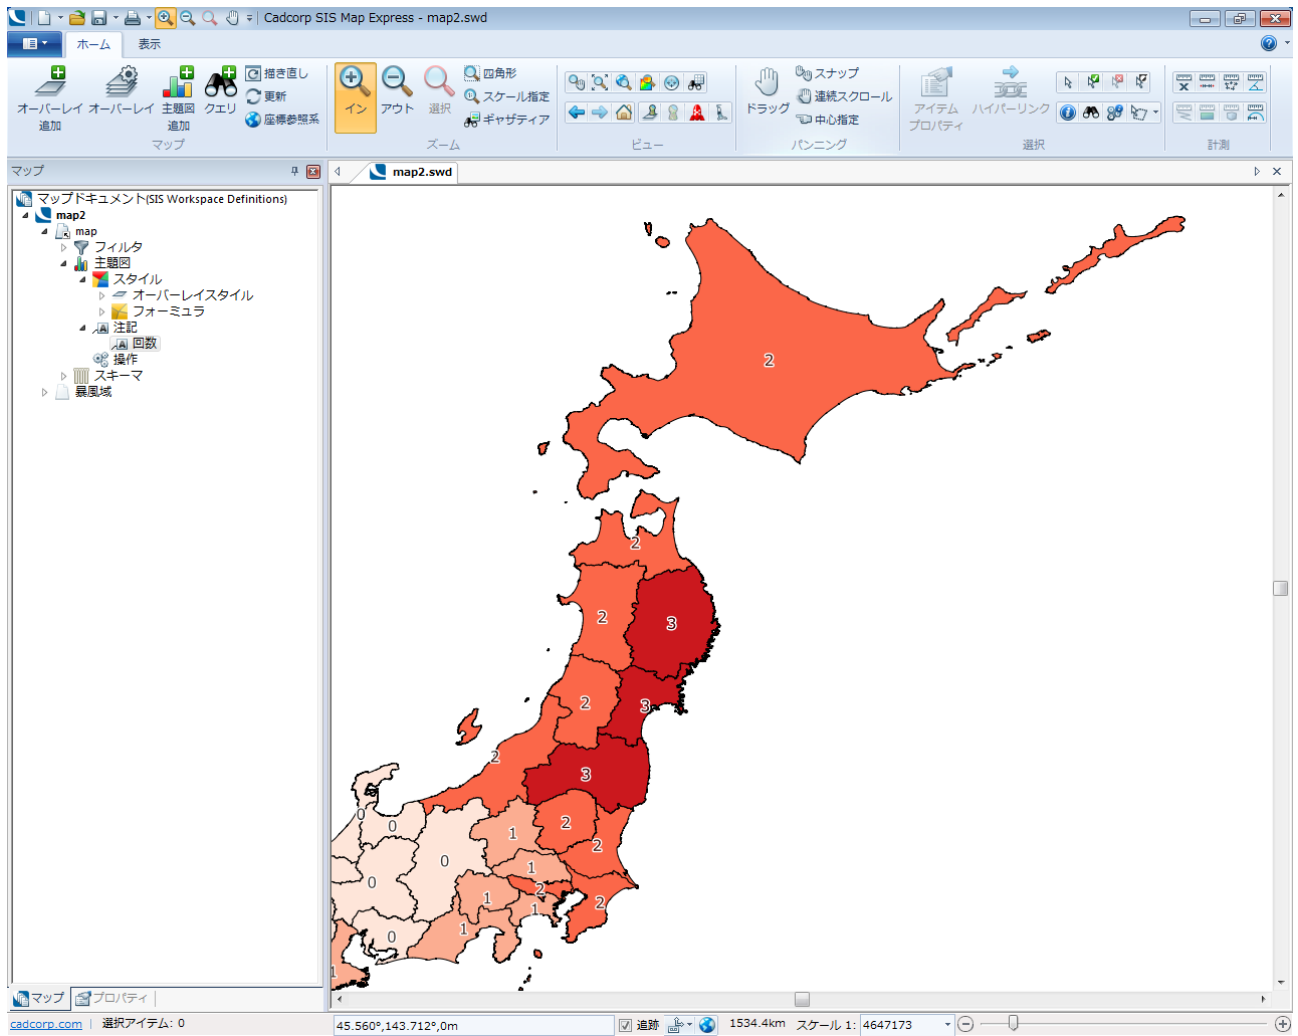 Cadcorp SIS Map Express - map2.swd
ホーム 表示
オーバーレイ追加 オーバーレイ 主題図追加 クエリ 描き直し 更新 座標参照系
マップ
イン アウト 選択 四角形 スケール指定 ギャザティア
ズーム
ビュー
ドラッグ スナップ 連続スクロール 中心指定
パンニング
アイテムプロパティ ハイパーリンク
選択
計測
マップ
map2.swd
マップドキュメント(SIS Workspace Definitions)
map2
map
フィルタ
主題図
スタイル
オーバーレイスタイル
フォーミュラ
注記
回数
操作
スキーマ
暴風域
2
2
2
3
2
3
2
3
2
0
0
1
2
2
0
1
0
2
1
1
2
1
0
1
マップ プロパティ
cadcorp.com 選択アイテム: 0
45.560°,143.712°,0m
追跡
1534.4km スケール 1: 4647173